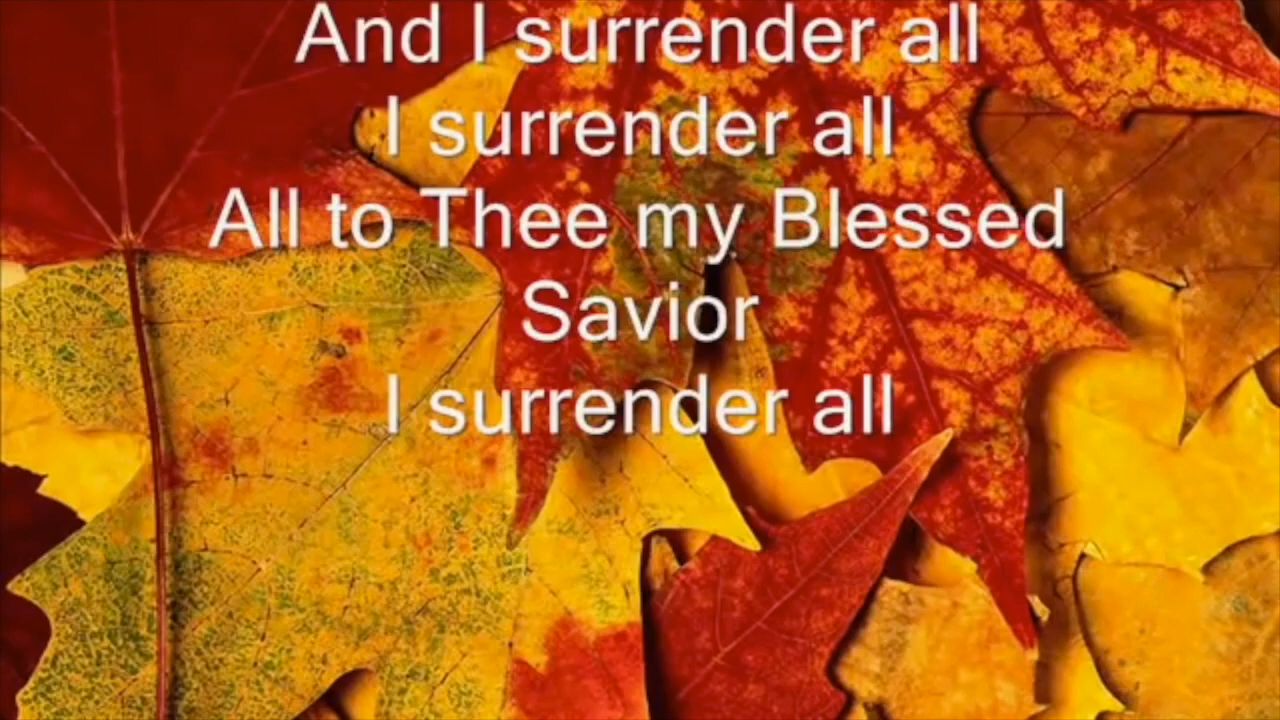 And I surrender all
I surrender all
All to Thee my Blessed
Savior
I surrender all